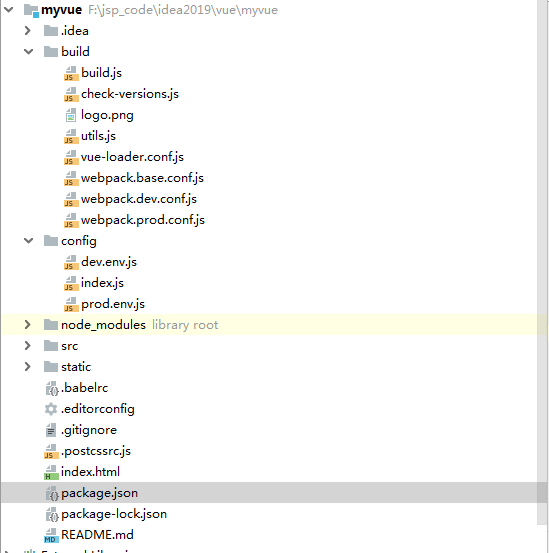 myvue F:\jsp_code\idea2019\vue\myvue
.idea
build
build.js
check-versions.js
logo.png
utils.js
vue-loader.conf.js
webpack.base.conf.js
webpack.dev.conf.js
webpack.prod.conf.js
config
dev.env.js
index.js
prod.env.js
node_modules library root
src
static
.babelrc
.editorconfig
.gitignore
.postcssrc.js
index.html
package.json
package-lock.json
README.md